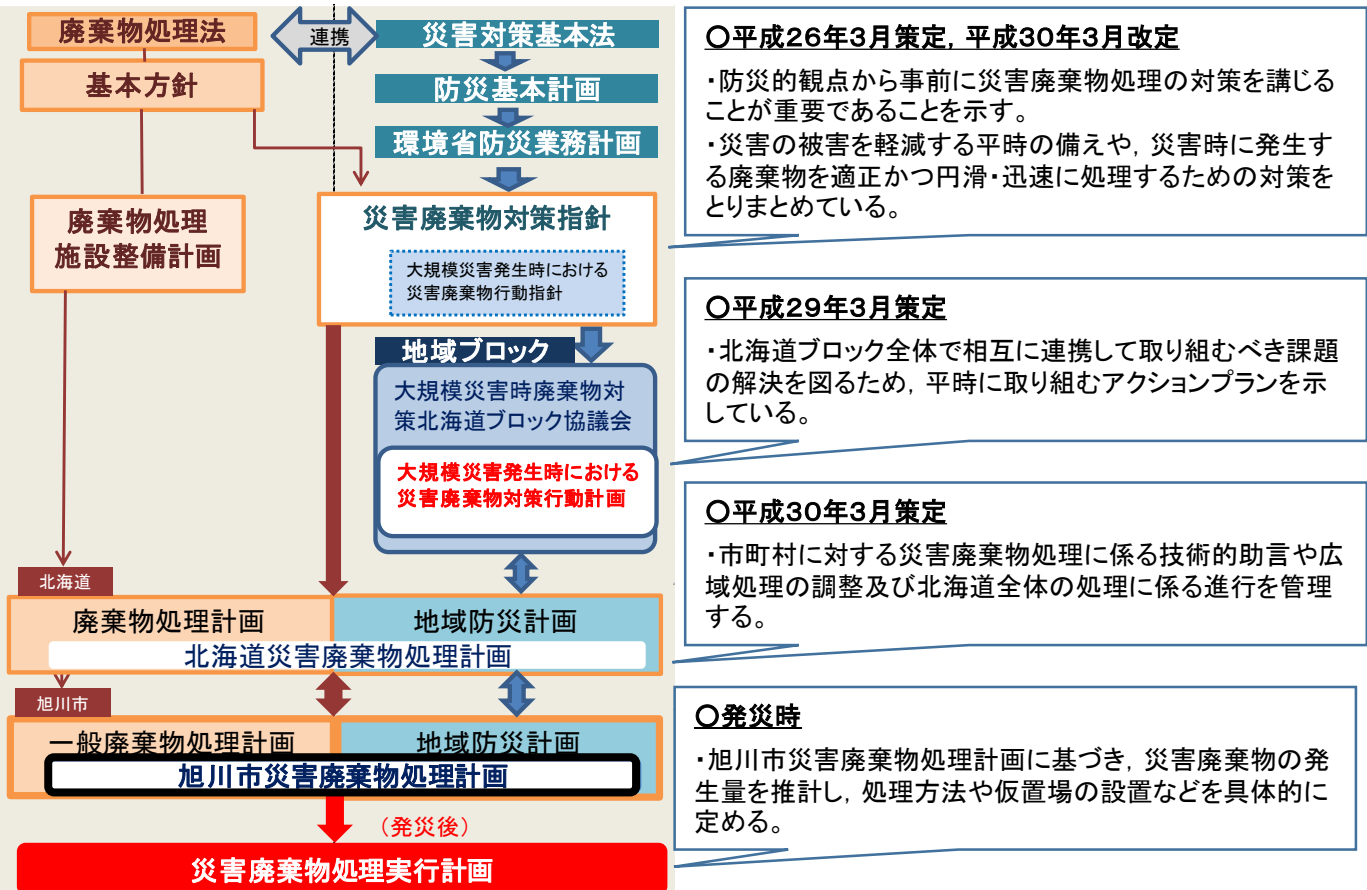 廃棄物処理法
連携
災害対策基本法
基本方針
防災基本計画
環境省防災業務計画
廃棄物処理
施設整備計画
災害廃棄物対策指針
大規模災害発生時における
災害廃棄物行動指針
地域ブロック
大規模災害時廃棄物対
策北海道ブロック協議会
大規模災害発生時における
災害廃棄物対策行動計画
北海道
廃棄物処理計画
地域防災計画
北海道災害廃棄物処理計画
旭川市
一般廃棄物処理計画
地域防災計画
旭川市災害廃棄物処理計画
（発災後）
災害廃棄物処理実行計画
〇平成26年3月策定，平成30年3月改定
・防災的観点から事前に災害廃棄物処理の対策を講じる
ことが重要であることを示す。
・災害の被害を軽減する平時の備えや，災害時に発生す
る廃棄物を適正かつ円滑・迅速に処理するための対策を
とりまとめている。
〇平成29年3月策定
・北海道ブロック全体で相互に連携して取り組むべき課題
の解決を図るため，平時に取り組むアクションプランを示
している。
〇平成30年3月策定
・市町村に対する災害廃棄物処理に係る技術的助言や広
域処理の調整及び北海道全体の処理に係る進行を管理
する。
〇発災時
・旭川市災害廃棄物処理計画に基づき，災害廃棄物の発
生量を推計し，処理方法や仮置場の設置などを具体的に
定める。